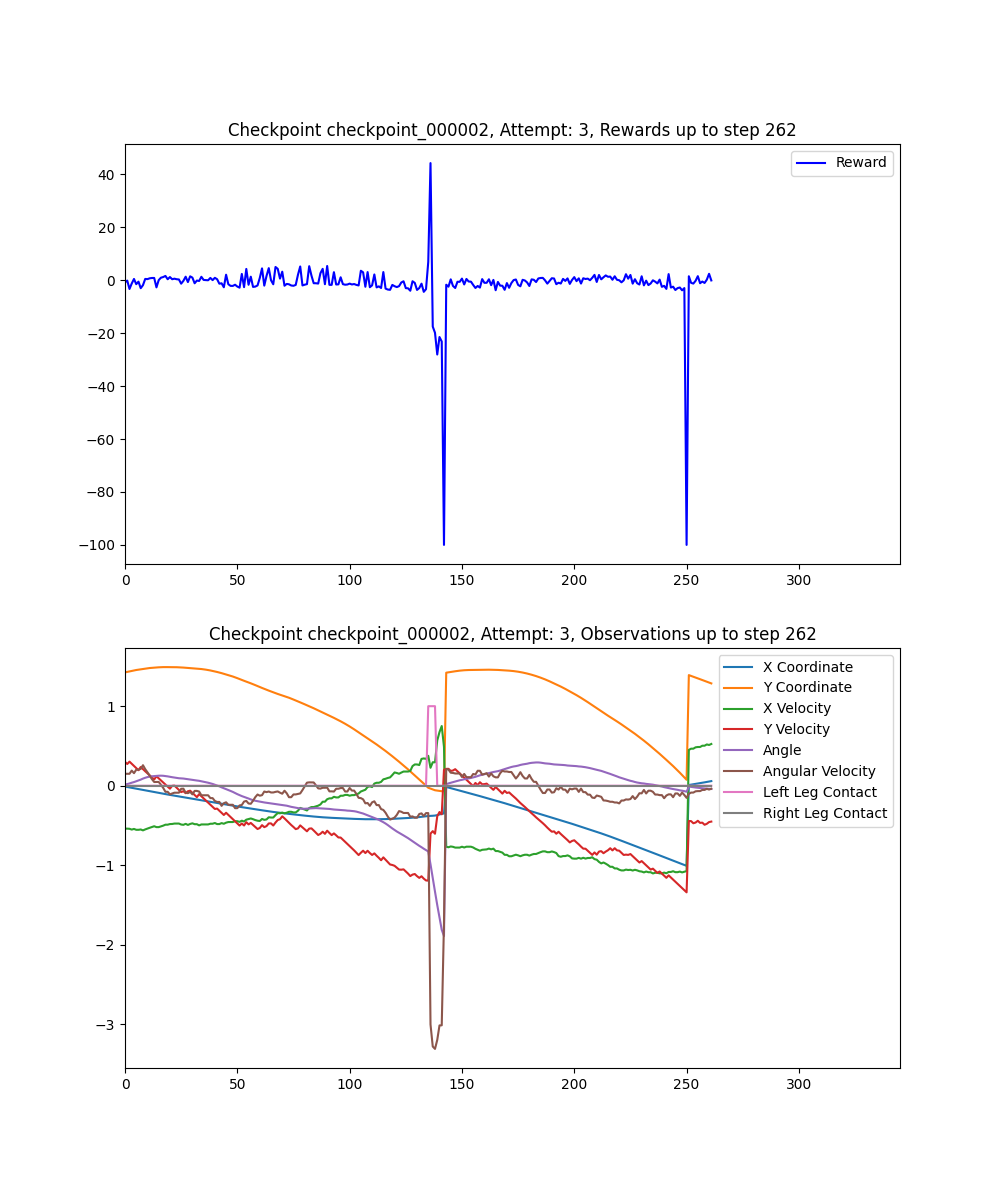 Checkpoint checkpoint_000002, Attempt: 3, Rewards up to step 262
Reward
40
20
0
−20
−40
−60
−80
−100
0 50 100 150 200 250 300
Checkpoint checkpoint_000002, Attempt: 3, Observations up to step 262
X Coordinate
Y Coordinate
X Velocity
Y Velocity
Angle
Angular Velocity
Left Leg Contact
Right Leg Contact
1
0
−1
−2
−3
0 50 100 150 200 250 300